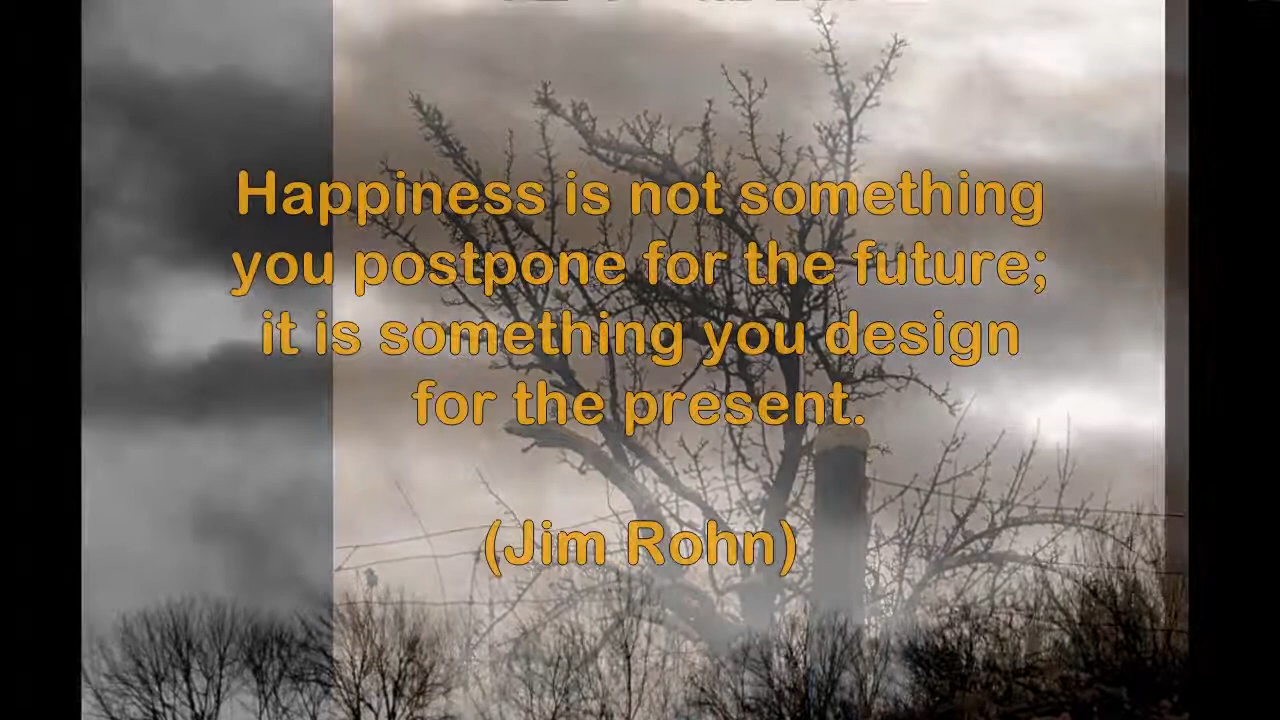 Happiness is not something
you postpone for the future;
it is something you design
for the present.
(Jim Rohn)